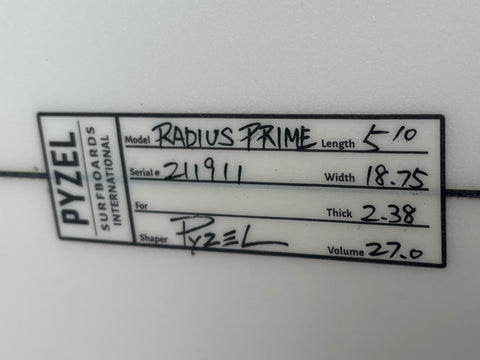 PYZEL
SURFBOARDS
INTERNATIONAL
Model RADIUS PRIME Length 5'10
Serial # 211911 Width 18.75
For Thick 2.38
Shaper PYZEL Volume 27.0